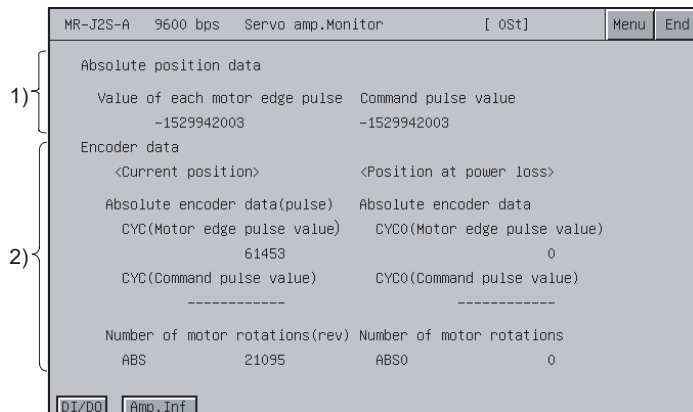 MR-J2S-A 9600 bps Servo amp.Monitor [ OSt] Menu End
Absolute position data
1)
Value of each motor edge pulse Command pulse value
-1529942003 -1529942003
Encoder data
<Current position> <Position at power loss>
Absolute encoder data(pulse) Absolute encoder data
CYC(Motor edge pulse value) CYC0(Motor edge pulse value)
2)
61453 0
CYC(Command pulse value) CYC0(Command pulse value)
------------ ------------
Number of motor rotations(rev) Number of motor rotations
ABS 21095 ABS0 0
DI/DO Amp.Inf